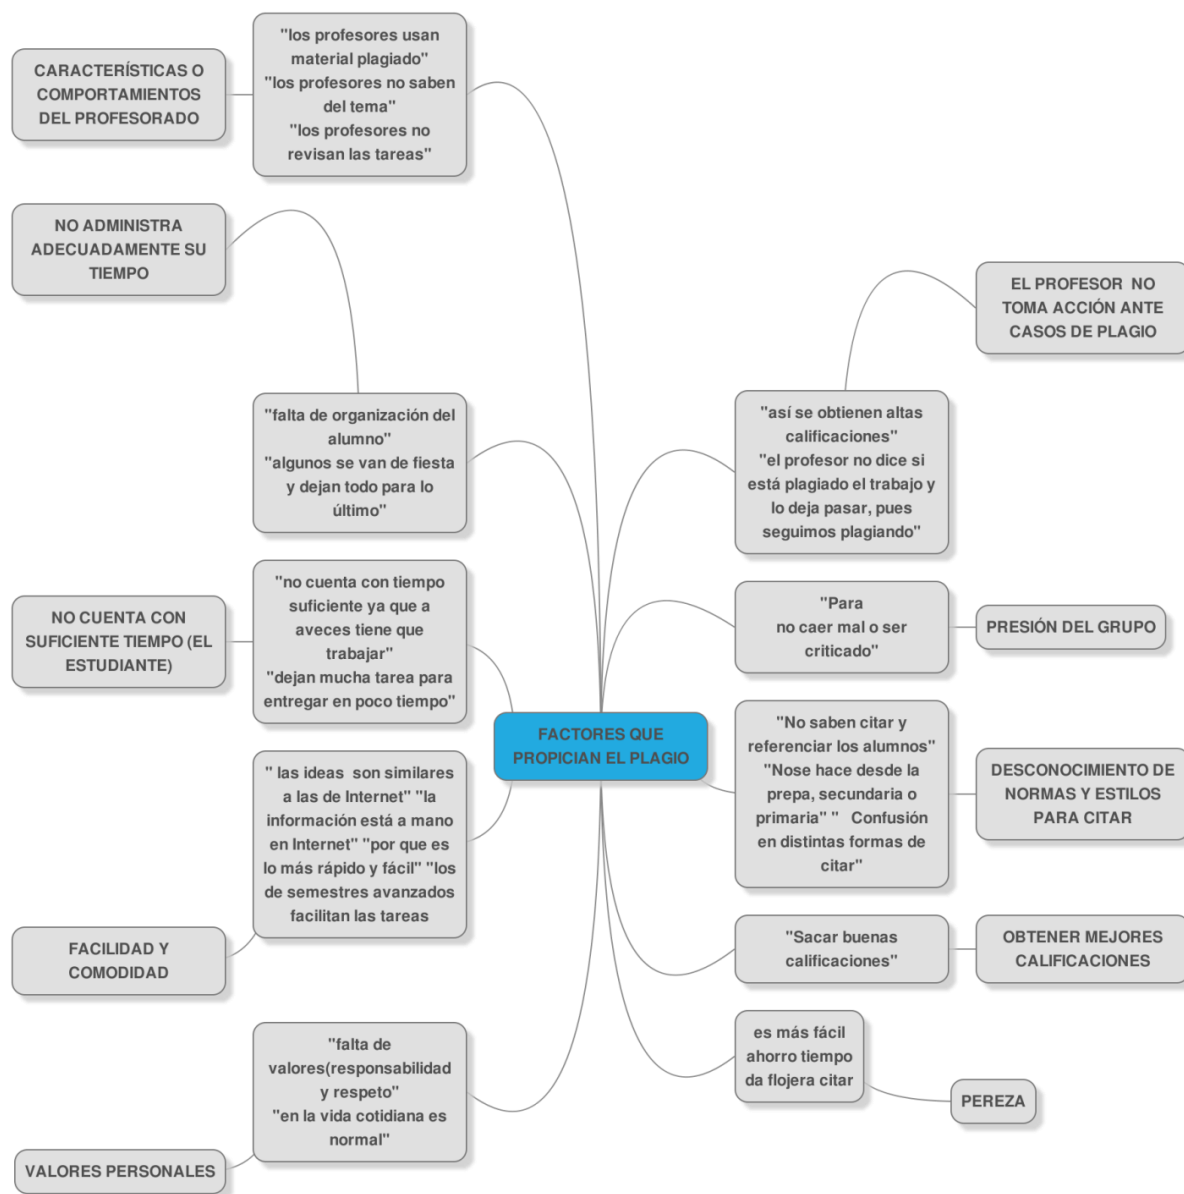 CARACTERÍSTICAS O
COMPORTAMIENTOS
DEL PROFESORADO
"los profesores usan
material plagiado"
"los profesores no saben
del tema"
"los profesores no
revisan las tareas"
NO ADMINISTRA
ADECUADAMENTE SU
TIEMPO
"falta de organización del
alumno"
"algunos se van de fiesta
y dejan todo para lo
último"
NO CUENTA CON
SUFICIENTE TIEMPO (EL
ESTUDIANTE)
"no cuenta con tiempo
suficiente ya que a
aveces tiene que
trabajar"
"dejan mucha tarea para
entregar en poco tiempo"
" las ideas  son similares
a las de Internet" "la
información está a mano
en Internet" "por que es
lo más rápido y fácil" "los
de semestres avanzados
facilitan las tareas
FACILIDAD Y
COMODIDAD
"falta de
valores(responsabilidad
y respeto"
"en la vida cotidiana es
normal"
VALORES PERSONALES
FACTORES QUE
PROPICIAN EL PLAGIO
EL PROFESOR  NO
TOMA ACCIÓN ANTE
CASOS DE PLAGIO
"así se obtienen altas
calificaciones"
"el profesor no dice si
está plagiado el trabajo y
lo deja pasar, pues
seguimos plagiando"
"Para
no caer mal o ser
criticado"
PRESIÓN DEL GRUPO
"No saben citar y
referenciar los alumnos"
"Nose hace desde la
prepa, secundaria o
primaria" "   Confusión
en distintas formas de
citar"
DESCONOCIMIENTO DE
NORMAS Y ESTILOS
PARA CITAR
"Sacar buenas
calificaciones"
OBTENER MEJORES
CALIFICACIONES
es más fácil
ahorro tiempo
da flojera citar
PEREZA